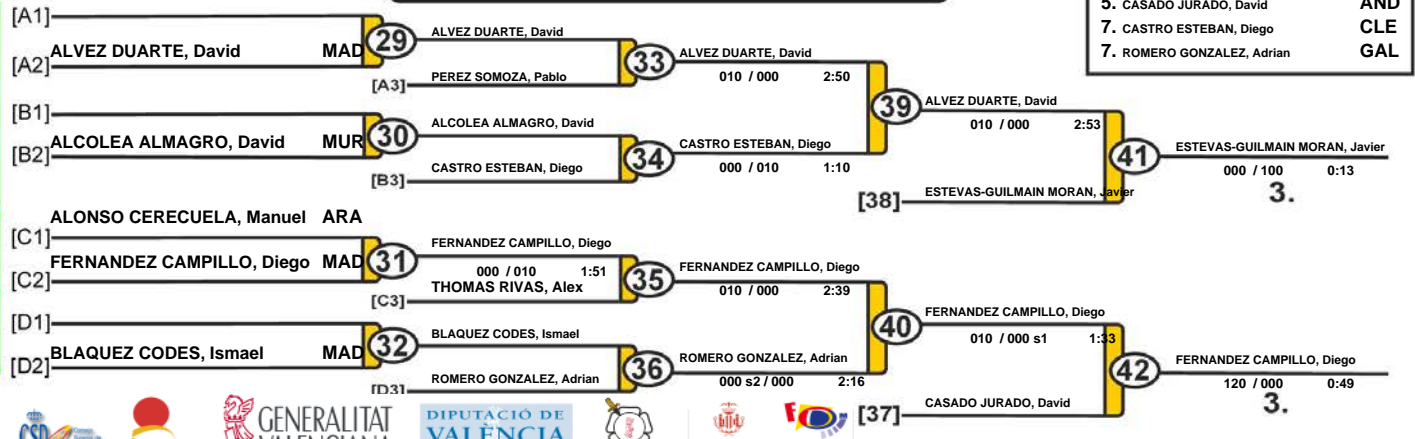 5. CASADO JURADO, David AND
7. CASTRO ESTEBAN, Diego CLE
7. ROMERO GONZALEZ, Adrian GAL
[A1]
ALVEZ DUARTE, David MAD
[A2]
29
ALVEZ DUARTE, David
PEREZ SOMOZA, Pablo
[A3]
33
ALVEZ DUARTE, David
010 / 000 2:50
[B1]
ALCOLEA ALMAGRO, David MUR
[B2]
30
ALCOLEA ALMAGRO, David
CASTRO ESTEBAN, Diego
[B3]
34
CASTRO ESTEBAN, Diego
000 / 010 1:10
39
ALVEZ DUARTE, David
010 / 000 2:53
[38]
ESTEVAS-GUILMAIN MORAN, Javier
41
ESTEVAS-GUILMAIN MORAN, Javier
000 / 100 0:13
3.
ALONSO CERECUELA, Manuel ARA
[C1]
FERNANDEZ CAMPILLO, Diego MAD
[C2]
31
FERNANDEZ CAMPILLO, Diego
000 / 010 1:51
THOMAS RIVAS, Alex
[C3]
35
FERNANDEZ CAMPILLO, Diego
010 / 000 2:39
[D1]
BLAQUEZ CODES, Ismael MAD
[D2]
32
BLAQUEZ CODES, Ismael
ROMERO GONZALEZ, Adrian
[D3]
36
ROMERO GONZALEZ, Adrian
000 s2 / 000 2:16
40
FERNANDEZ CAMPILLO, Diego
010 / 000 s1 1:33
[37]
CASADO JURADO, David
42
FERNANDEZ CAMPILLO, Diego
120 / 000 0:49
3.
CSD
GENERALITAT
VALENCIANA
DIPUTACIÓ DE
VALÈNCIA